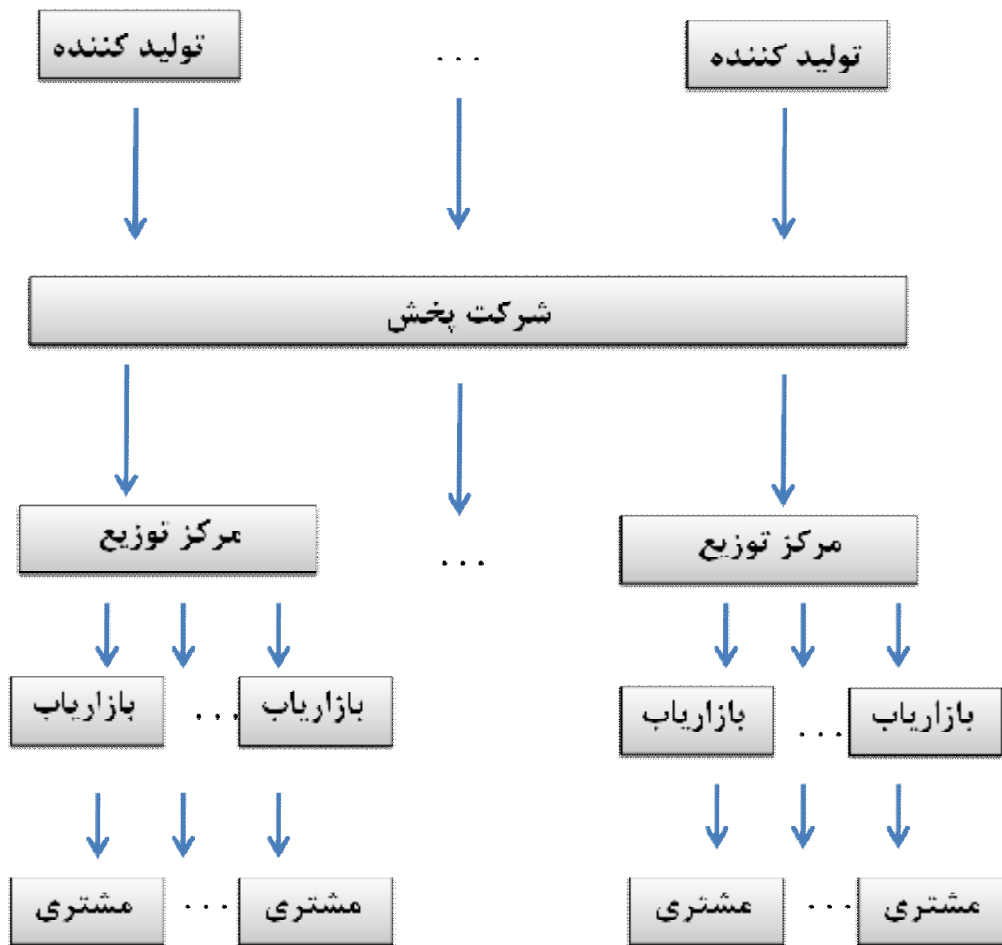 تولید کننده ... تولید کننده
شرکت پخش
مرکز توزیع ... مرکز توزیع
بازاریاب ... بازاریاب بازاریاب ... بازاریاب
مشتری ... مشتری مشتری ... مشتری